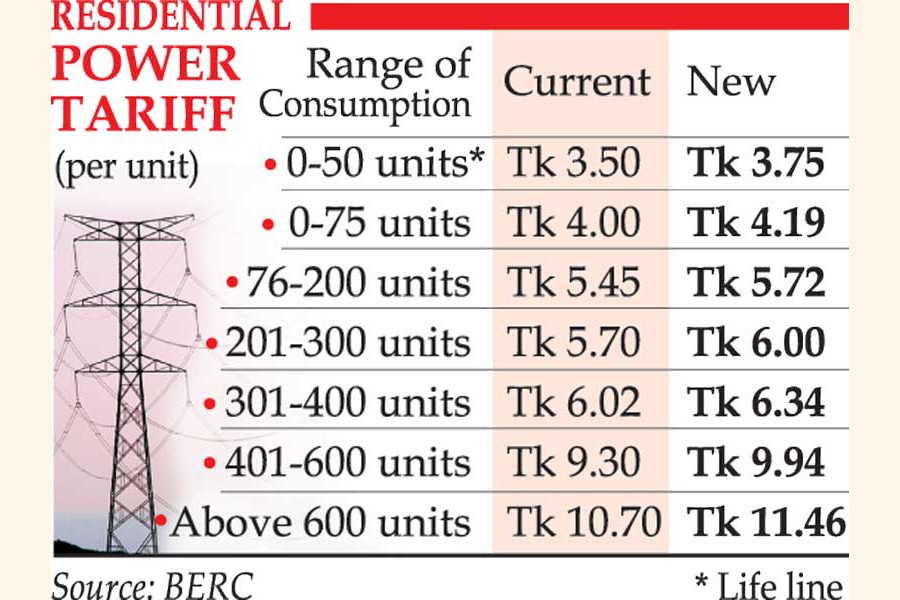 RESIDENTIAL
POWER
TARIFF
(per unit)
Range of
Consumption
Current New
• 0-50 units* Tk 3.50 Tk 3.75
• 0-75 units Tk 4.00 Tk 4.19
• 76-200 units Tk 5.45 Tk 5.72
• 201-300 units Tk 5.70 Tk 6.00
• 301-400 units Tk 6.02 Tk 6.34
• 401-600 units Tk 9.30 Tk 9.94
• Above 600 units Tk 10.70 Tk 11.46
Source: BERC * Life line